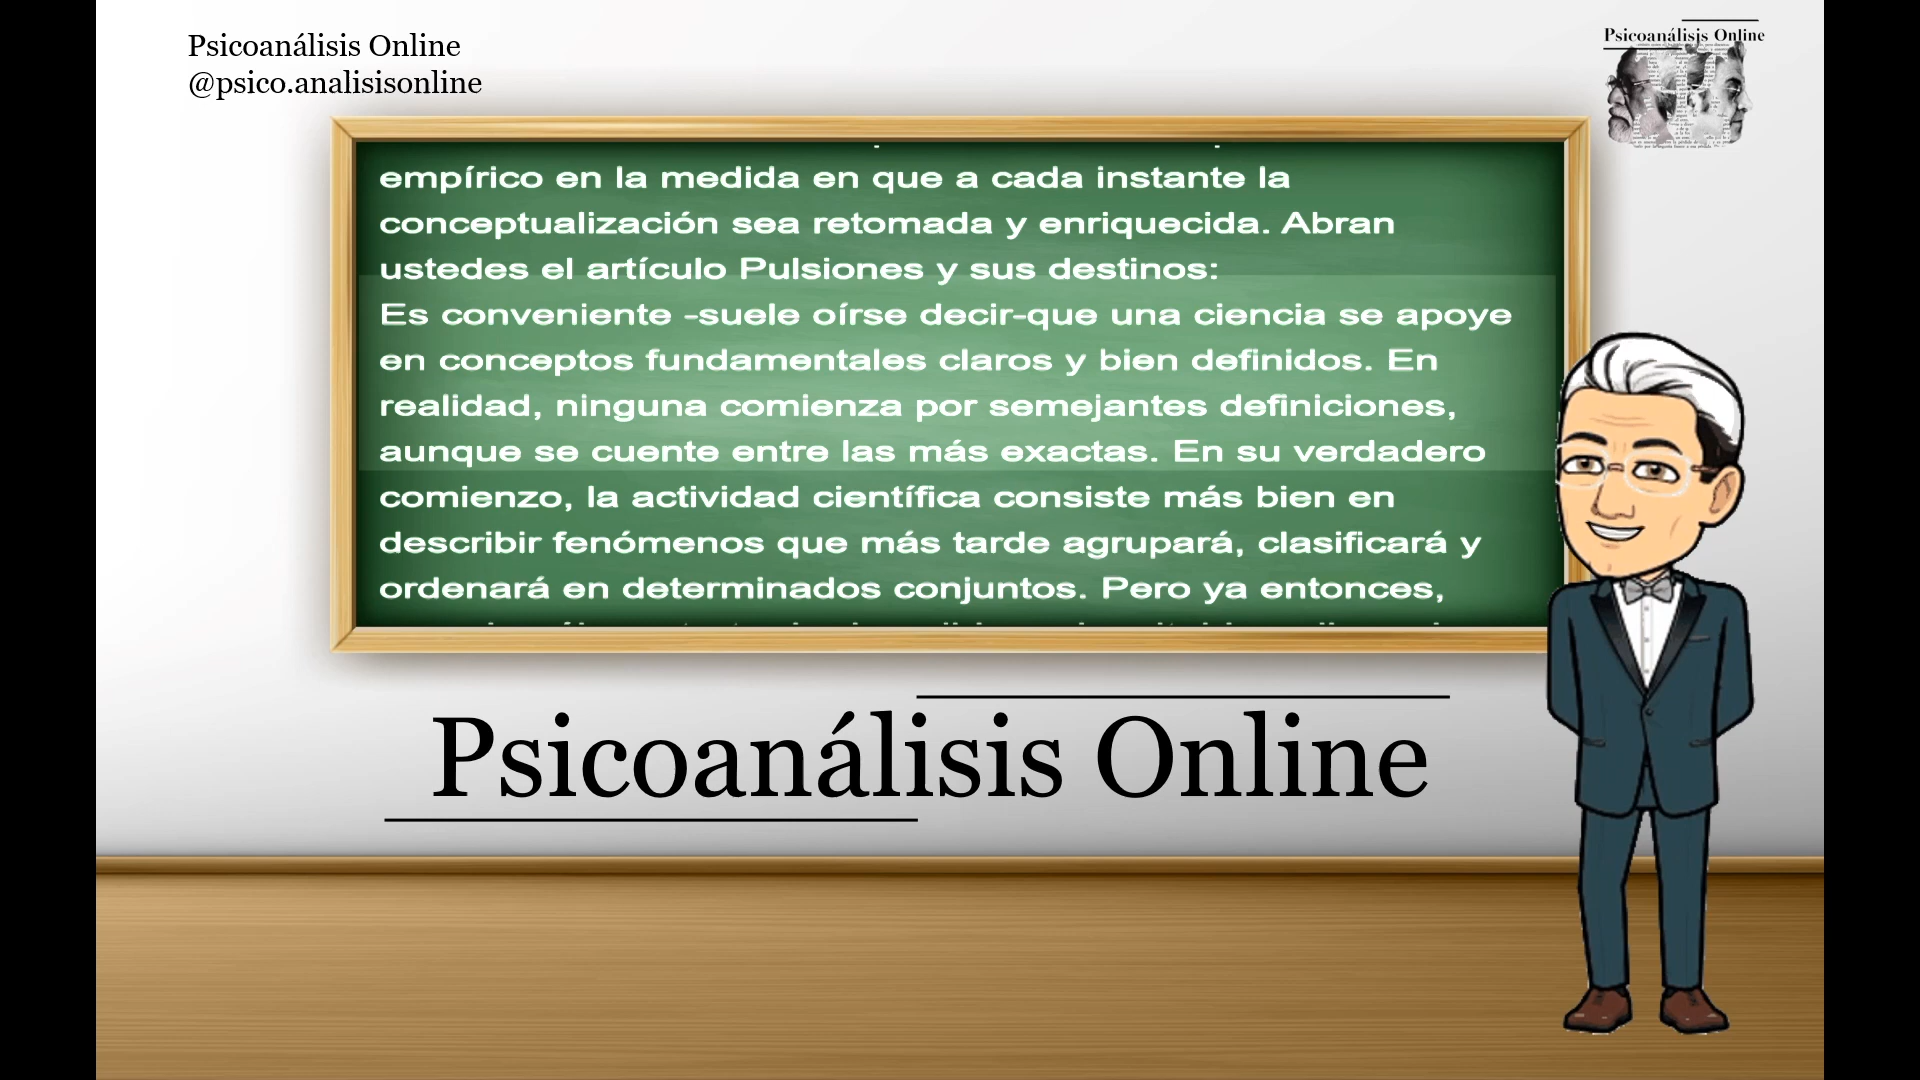 Psicoanálisis Online
@psico.analisisonline
Psicoanálisis Online
empírico en la medida en que a cada instante la
conceptualización sea retomada y enriquecida. Abran
ustedes el artículo Pulsiones y sus destinos:
Es conveniente -suele oírse decir-que una ciencia se apoye
en conceptos fundamentales claros y bien definidos. En
realidad, ninguna comienza por semejantes definiciones,
aunque se cuente entre las más exactas. En su verdadero
comienzo, la actividad científica consiste más bien en
describir fenómenos que más tarde agrupará, clasificará y
ordenará en determinados conjuntos. Pero ya entonces,
Psicoanálisis Online